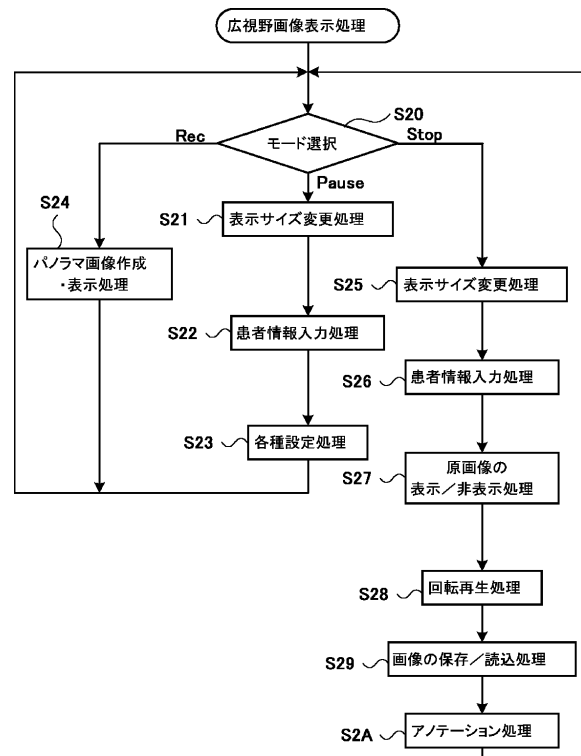 広視野画像表示処理
S20
モード選択
Rec
Stop
Pause
S24
パノラマ画像作成
・表示処理
S21
表示サイズ変更処理
S22
患者情報入力処理
S23
各種設定処理
S25
表示サイズ変更処理
S26
患者情報入力処理
S27
原画像の
表示／非表示処理
S28
回転再生処理
S29
画像の保存／読込処理
S2A
アノテーション処理